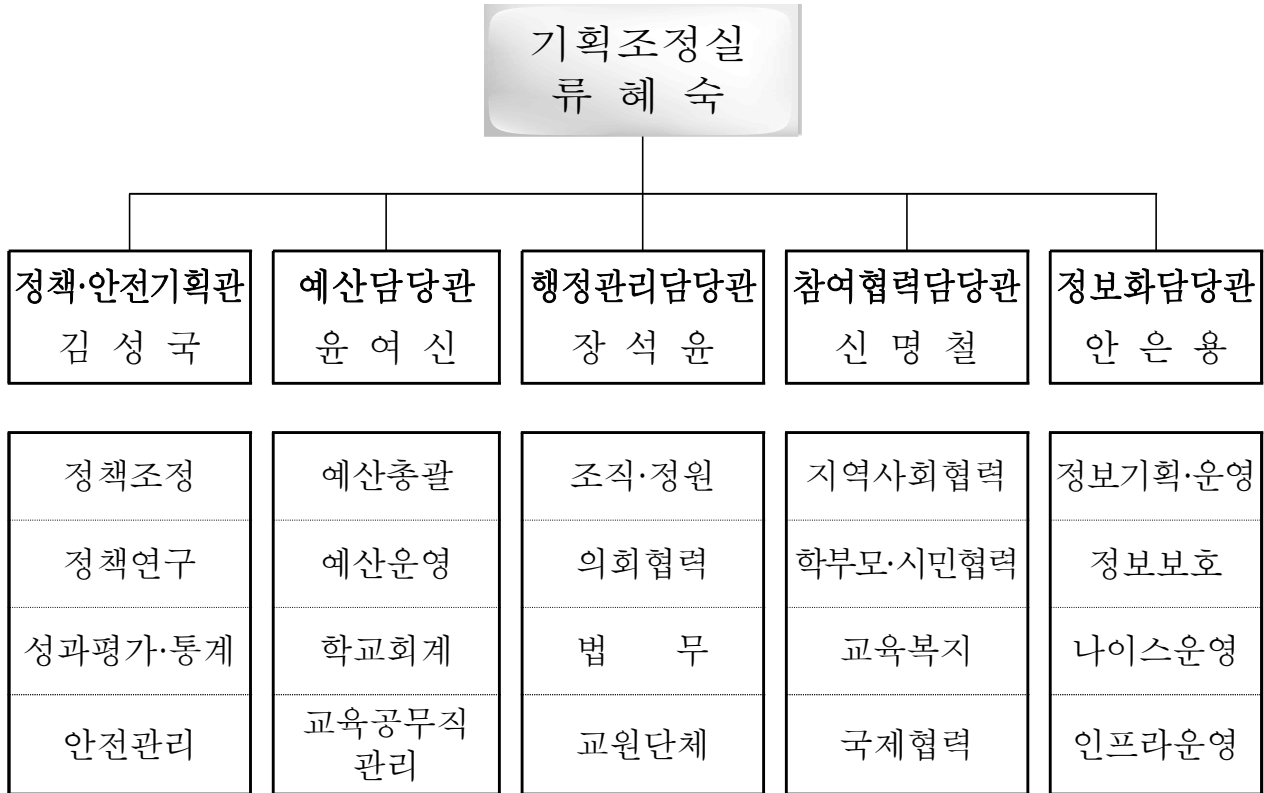 기획조정실
류 혜 숙
정책·안전기획관
김 성 국
예산담당관
윤 여 신
행정관리담당관
장 석 윤
참여협력담당관
신 명 철
정보화담당관
안 은 용
정책조정
정책연구
성과평가·통계
안전관리
예산총괄
예산운영
학교회계
교육공무직
관리
조직·정원
의회협력
법 무
교원단체
지역사회협력
학부모·시민협력
교육복지
국제협력
정보기획·운영
정보보호
나이스운영
인프라운영